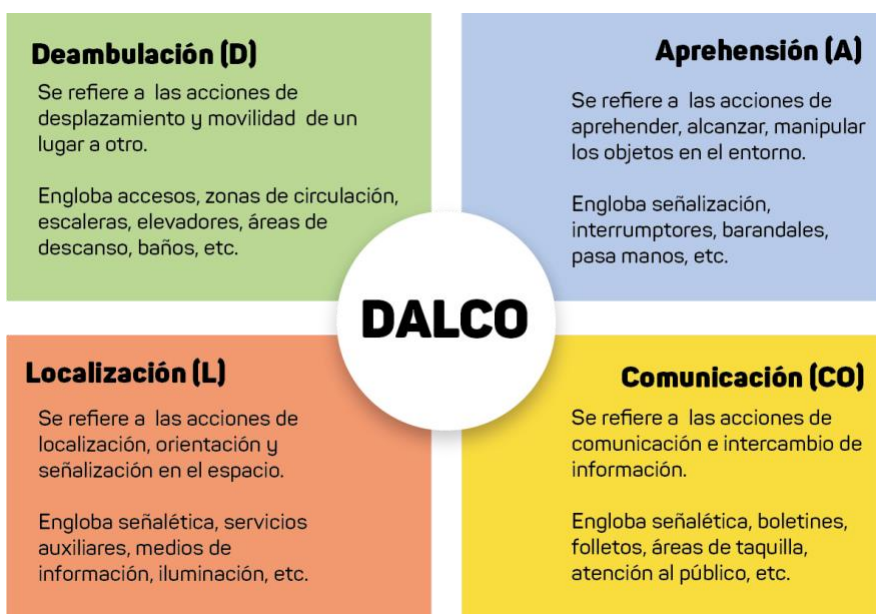 Deambulación (D)
Se refiere a las acciones de
desplazamiento y movilidad de un
lugar a otro.
Engloba accesos, zonas de circulación,
escaleras, elevadores, áreas de
descanso, baños, etc.
Aprehensión (A)
Se refiere a las acciones de
aprehender, alcanzar, manipular
los objetos en el entorno.
Engloba señalización,
interrumptores, barandales,
pasa manos, etc.
DALCO
Localización (L)
Se refiere a las acciones de
localización, orientación y
señalización en el espacio.
Engloba señalética, servicios
auxiliares, medios de
información, iluminación, etc.
Comunicación (CO)
Se refiere a las acciones de
comunicación e intercambio de
información.
Engloba señalética, boletines,
folletos, áreas de taquilla,
atención al público, etc.